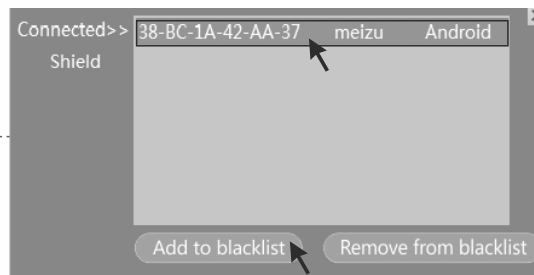 Connected>> 38-BC-1A-42-AA-37 meizu Android
Shield
Add to blacklist Remove from blacklist